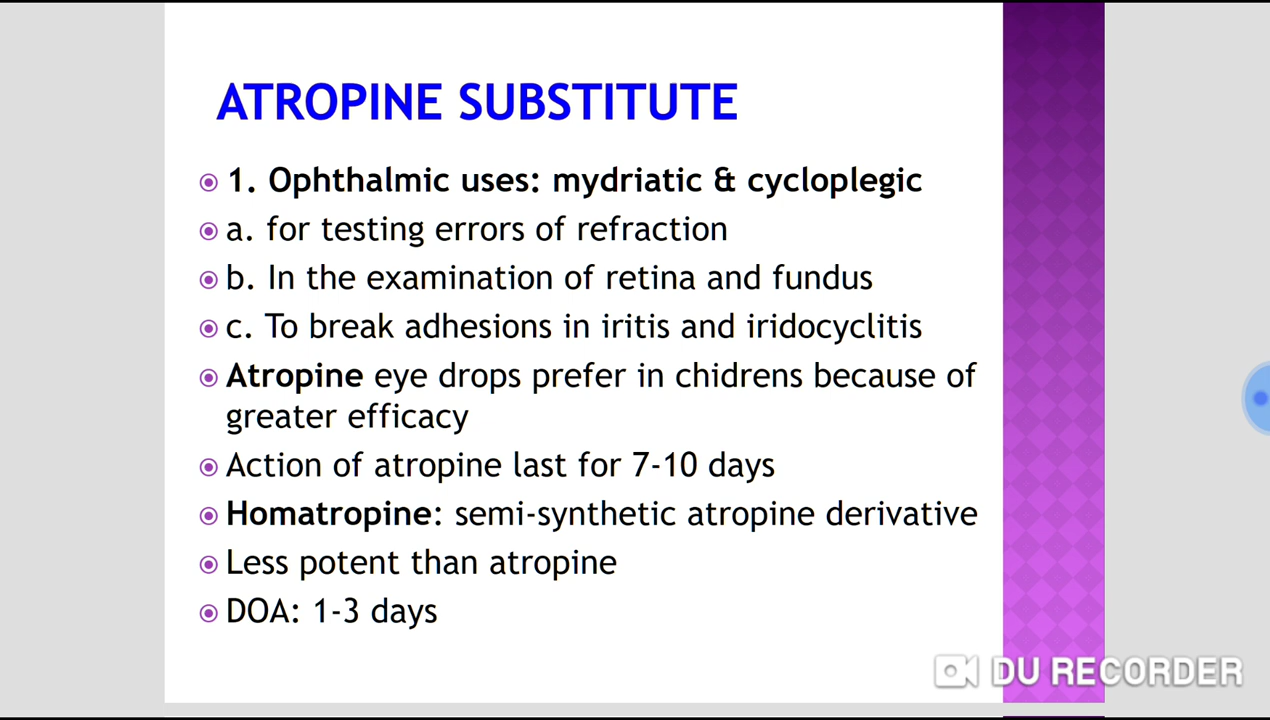 ATROPINE SUBSTITUTE
1. Ophthalmic uses: mydriatic & cycloplegic
a. for testing errors of refraction
b. In the examination of retina and fundus
c. To break adhesions in iritis and iridocyclitis
Atropine eye drops prefer in chidrens because of
greater efficacy
Action of atropine last for 7-10 days
Homatropine: semi-synthetic atropine derivative
Less potent than atropine
DOA: 1-3 days
DU RECORDER